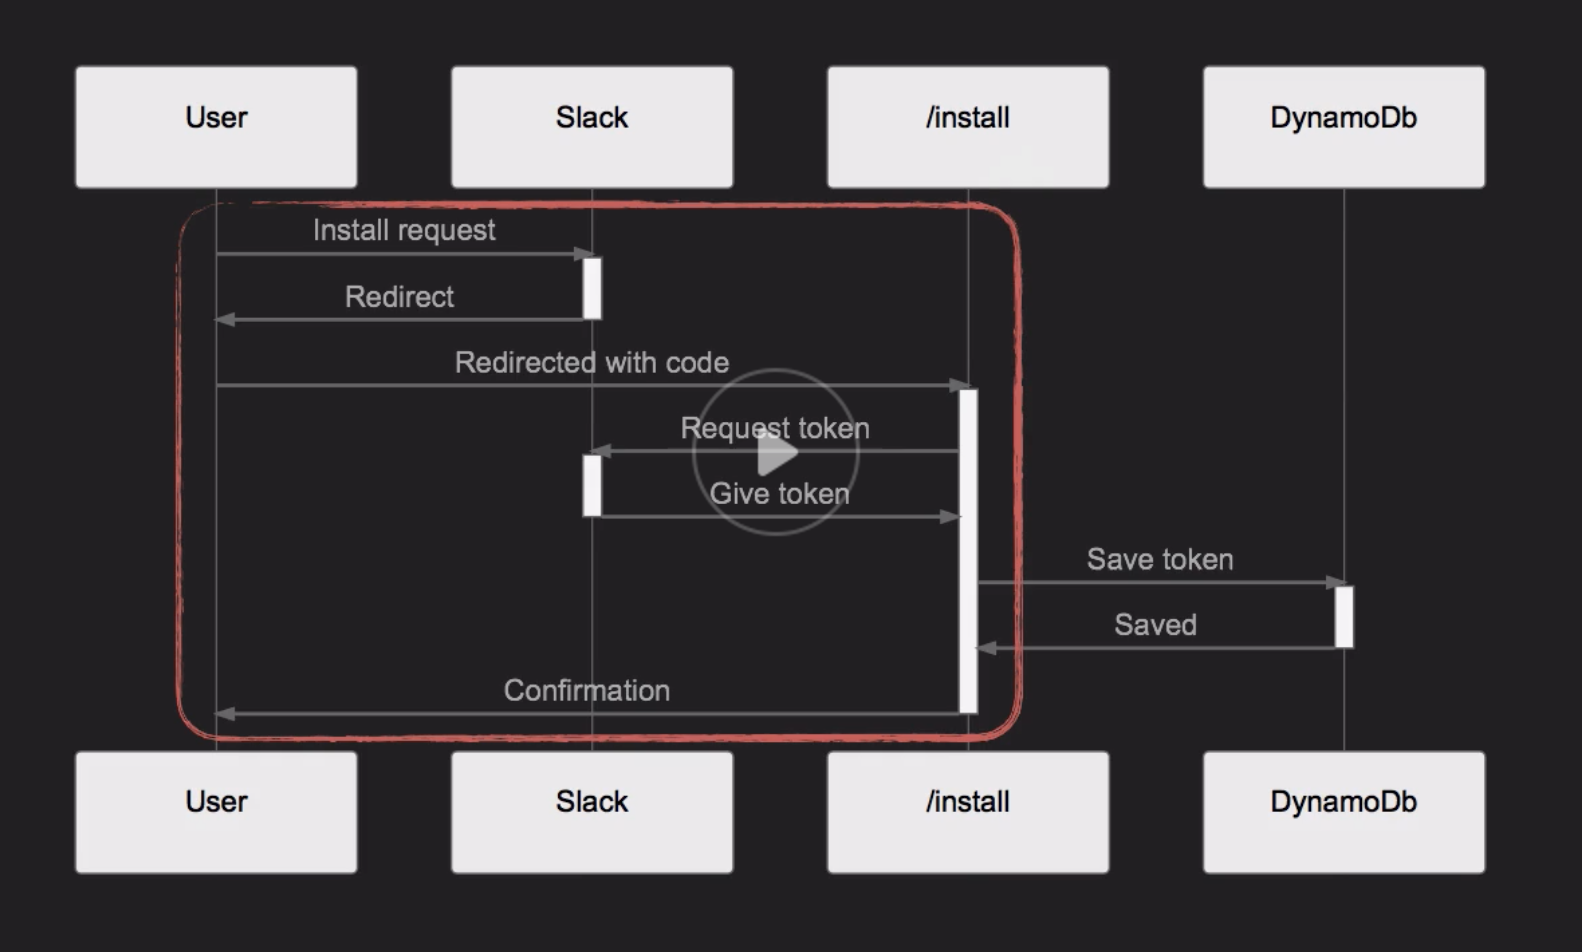 User
Slack
/install
DynamoDb
Install request
Redirect
Redirected with code
Request token
Give token
Save token
Saved
Confirmation
User
Slack
/install
DynamoDb